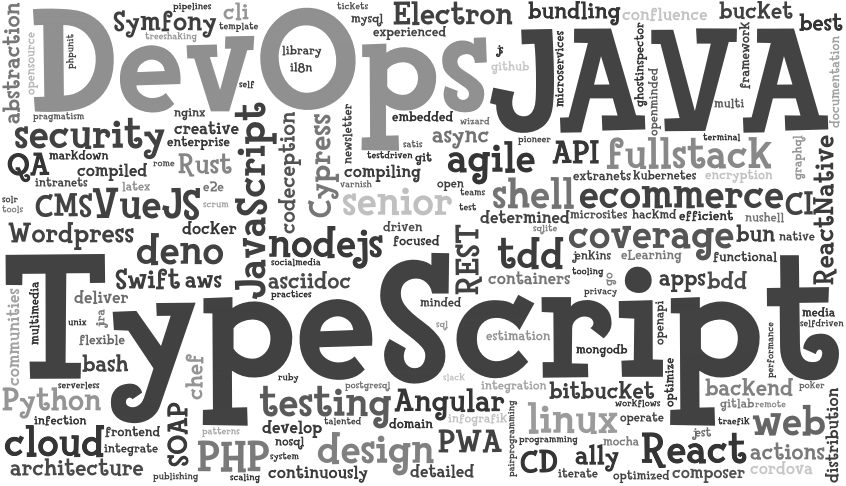 abstraction
opensource
phpunit
pipelines
Symfony
treeshaking
cli
template
tickets
mysql
Electron
experienced
bundling
confluence
bucket
best
DevOps
JAVA
library
i18n
self
jr
github
microservices
ghostinspector
openminded
framework
multi
documentation
pragmatism
security
nginx
creative
enterprise
QA
markdown
compiled
rome
Rust
intranets
latex
e2e
scrum
solr
tools
CMS
VueJS
JavaScript
codeception
Cypress
newsletter
embedded
wizard
satis
testdriven
git
async
compiling
varnish
agile
pioneer
API
fullstack
terminal
graphql
extranets
Kubernetes
encryption
open
teams
test
senior
shell
ecommerce
CI
ReactNative
determined
microsites
hackmd
efficient
nushell
sqlite
Wordpress
docker
deno
nodejs
driven
focused
REST
tdd
coverage
bun
native
socialmedia
Swift
aws
asciidoc
practices
jenkins
eLearning
functional
tooling
containers
go
privacy
apps
bdd
communities
multimedia
deliver
unix
jira
flexible
bash
minded
sql
TypeScript
estimation
mongodb
openapi
optimize
performance
media
selfdriven
serverless
Python
chef
ruby
postgresql
slack
integration
bitbucket
workflows
backend
gitlab
remote
poker
infection
SOAP
patterns
testing
talented
develop
Angular
domain
infografik
pairprogramming
linux
operate
traefik
jest
web
distribution
cloud
frontend
integrate
architecture
publishing
PHP
nosql
system
scaling
design
continuously
PWA
detailed
programming
mocha
CD
ally
iterate
optimized
React
composer
actions
cordova